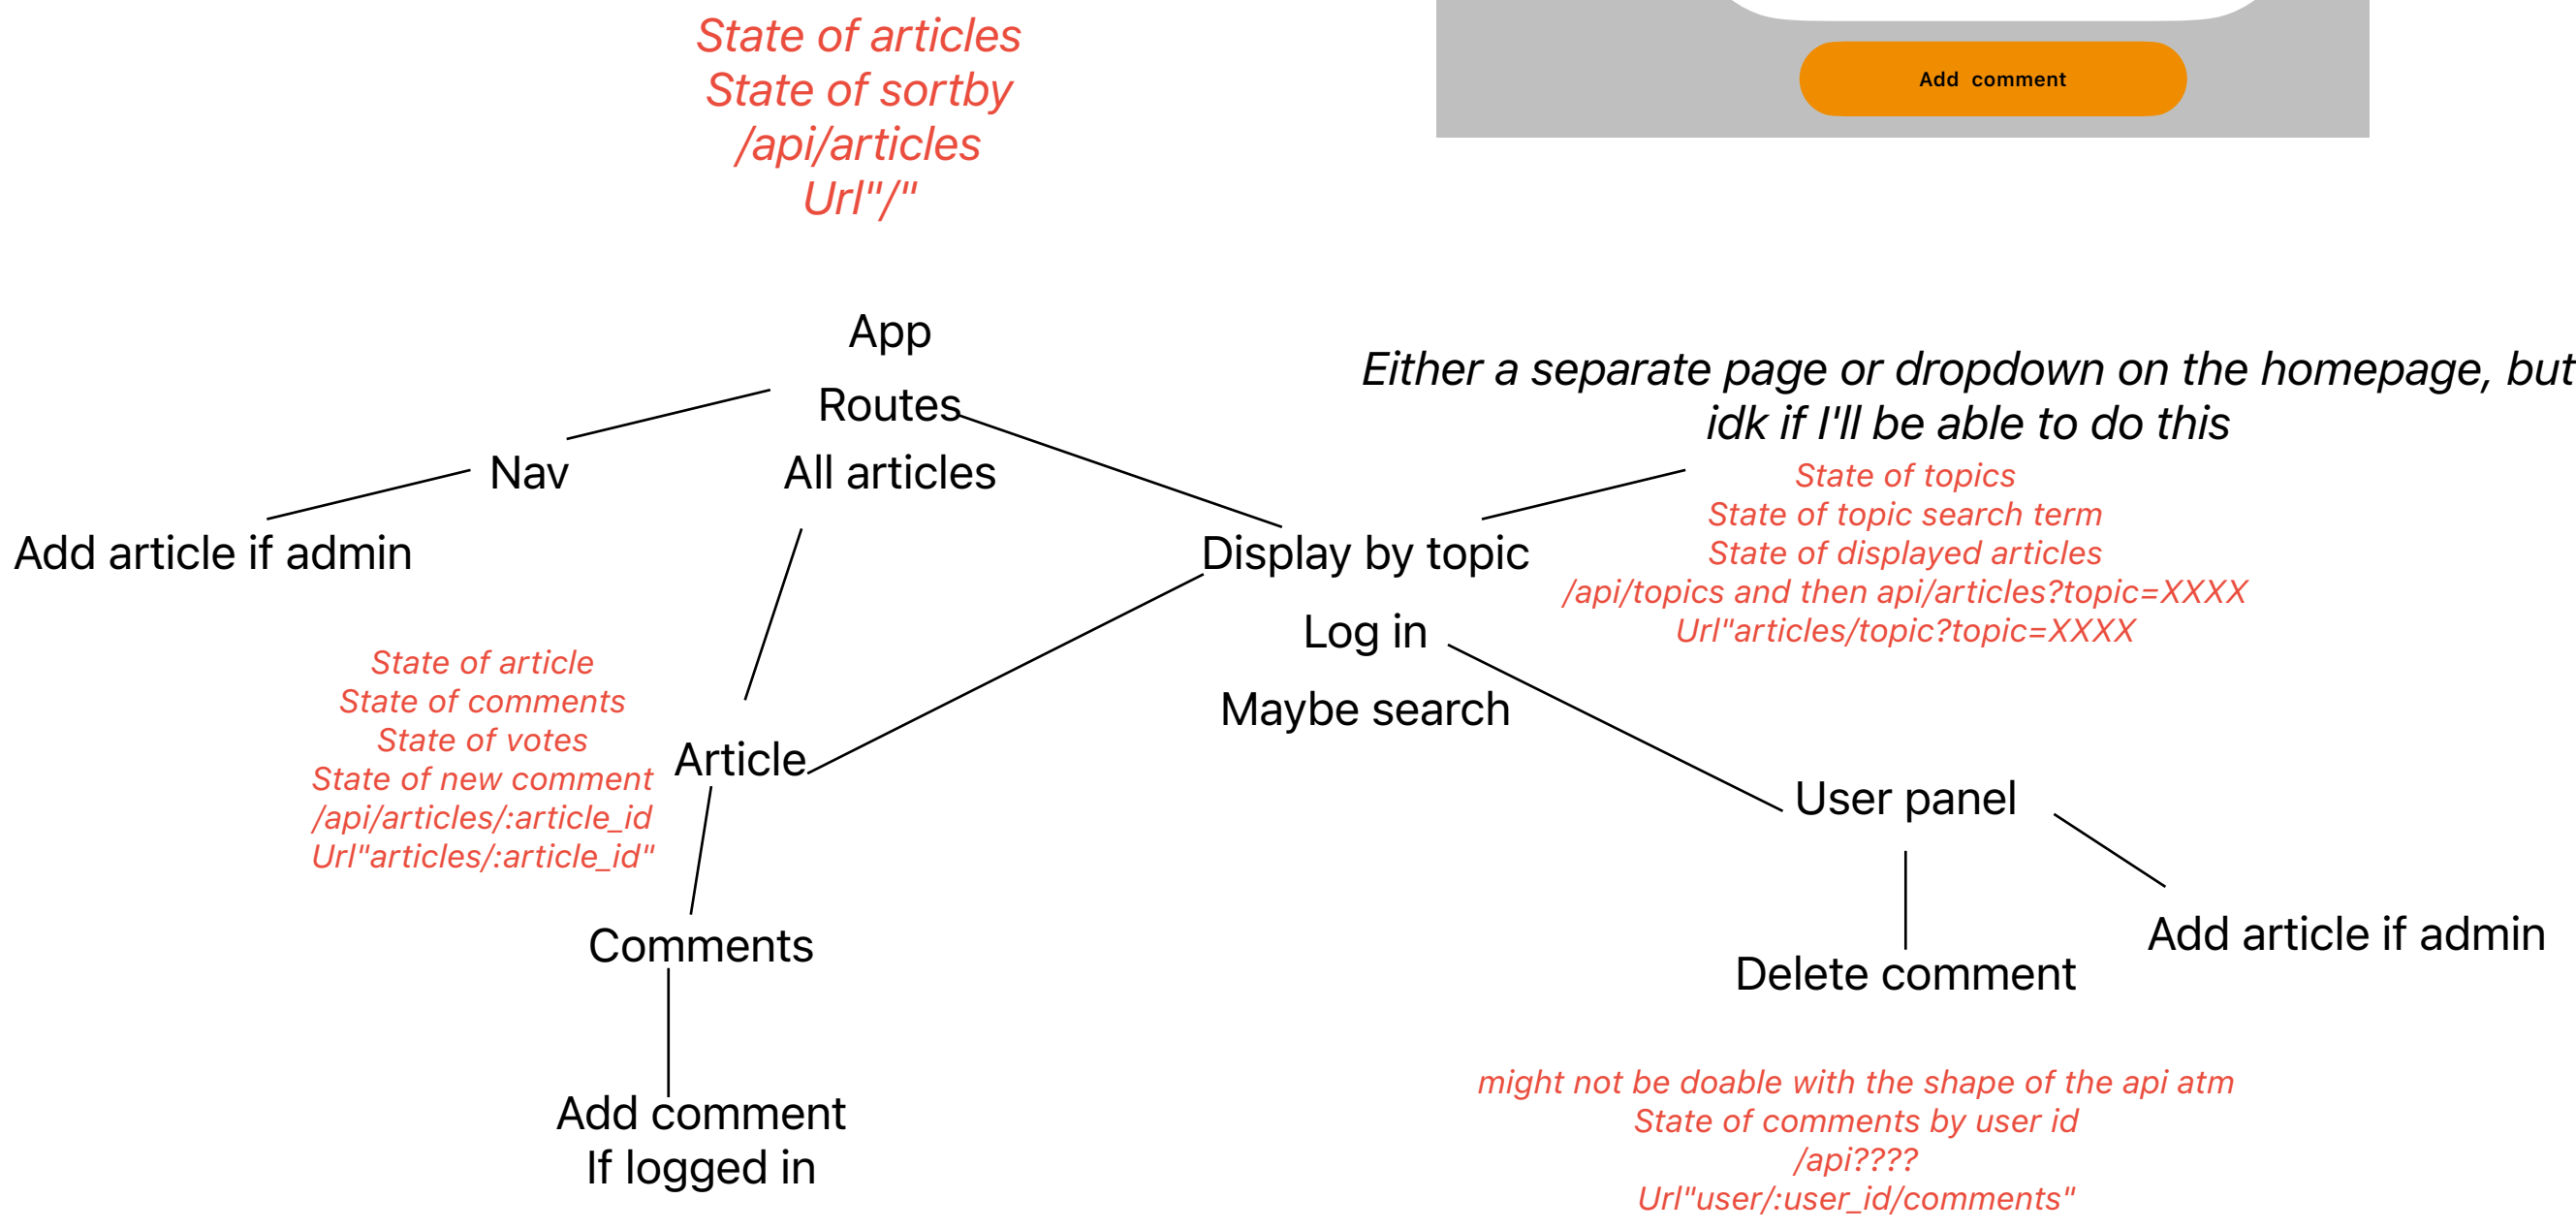 State of articles
State of sortby
/api/articles
Url"/"
Add comment
App
Routes
Nav
All articles
Add article if admin
Either a separate page or dropdown on the homepage, but
idk if I'll be able to do this
State of topics
State of topic search term
State of displayed articles
/api/topics and then api/articles?topic=XXXX
Url"articles/topic?topic=XXXX
Display by topic
Log in
Maybe search
State of article
State of comments
State of votes
State of new comment
/api/articles/:article_id
Url"articles/:article_id"
Article
User panel
Comments
Delete comment
Add article if admin
Add comment
If logged in
might not be doable with the shape of the api atm
State of comments by user id
/api????
Url"user/:user_id/comments"